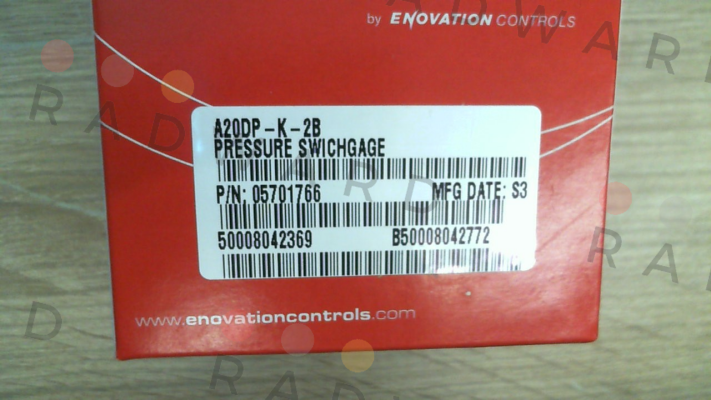 by ENOVATION CONTROLS
A20DP-K-2B
PRESSURE SWICHGAGE
P/N: 05701766 MFG DATE: S3
50008042369 B50008042772
www.enovationcontrols.com